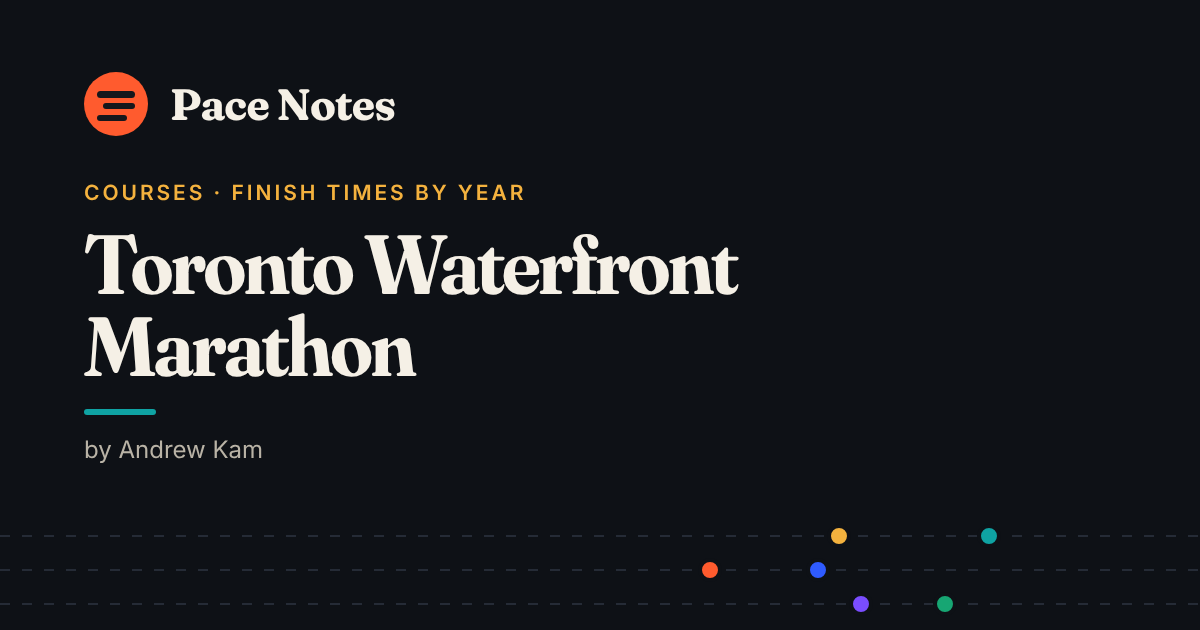 Pace Notes
COURSES · FINISH TIMES BY YEAR
Toronto Waterfront
Marathon
by Andrew Kam